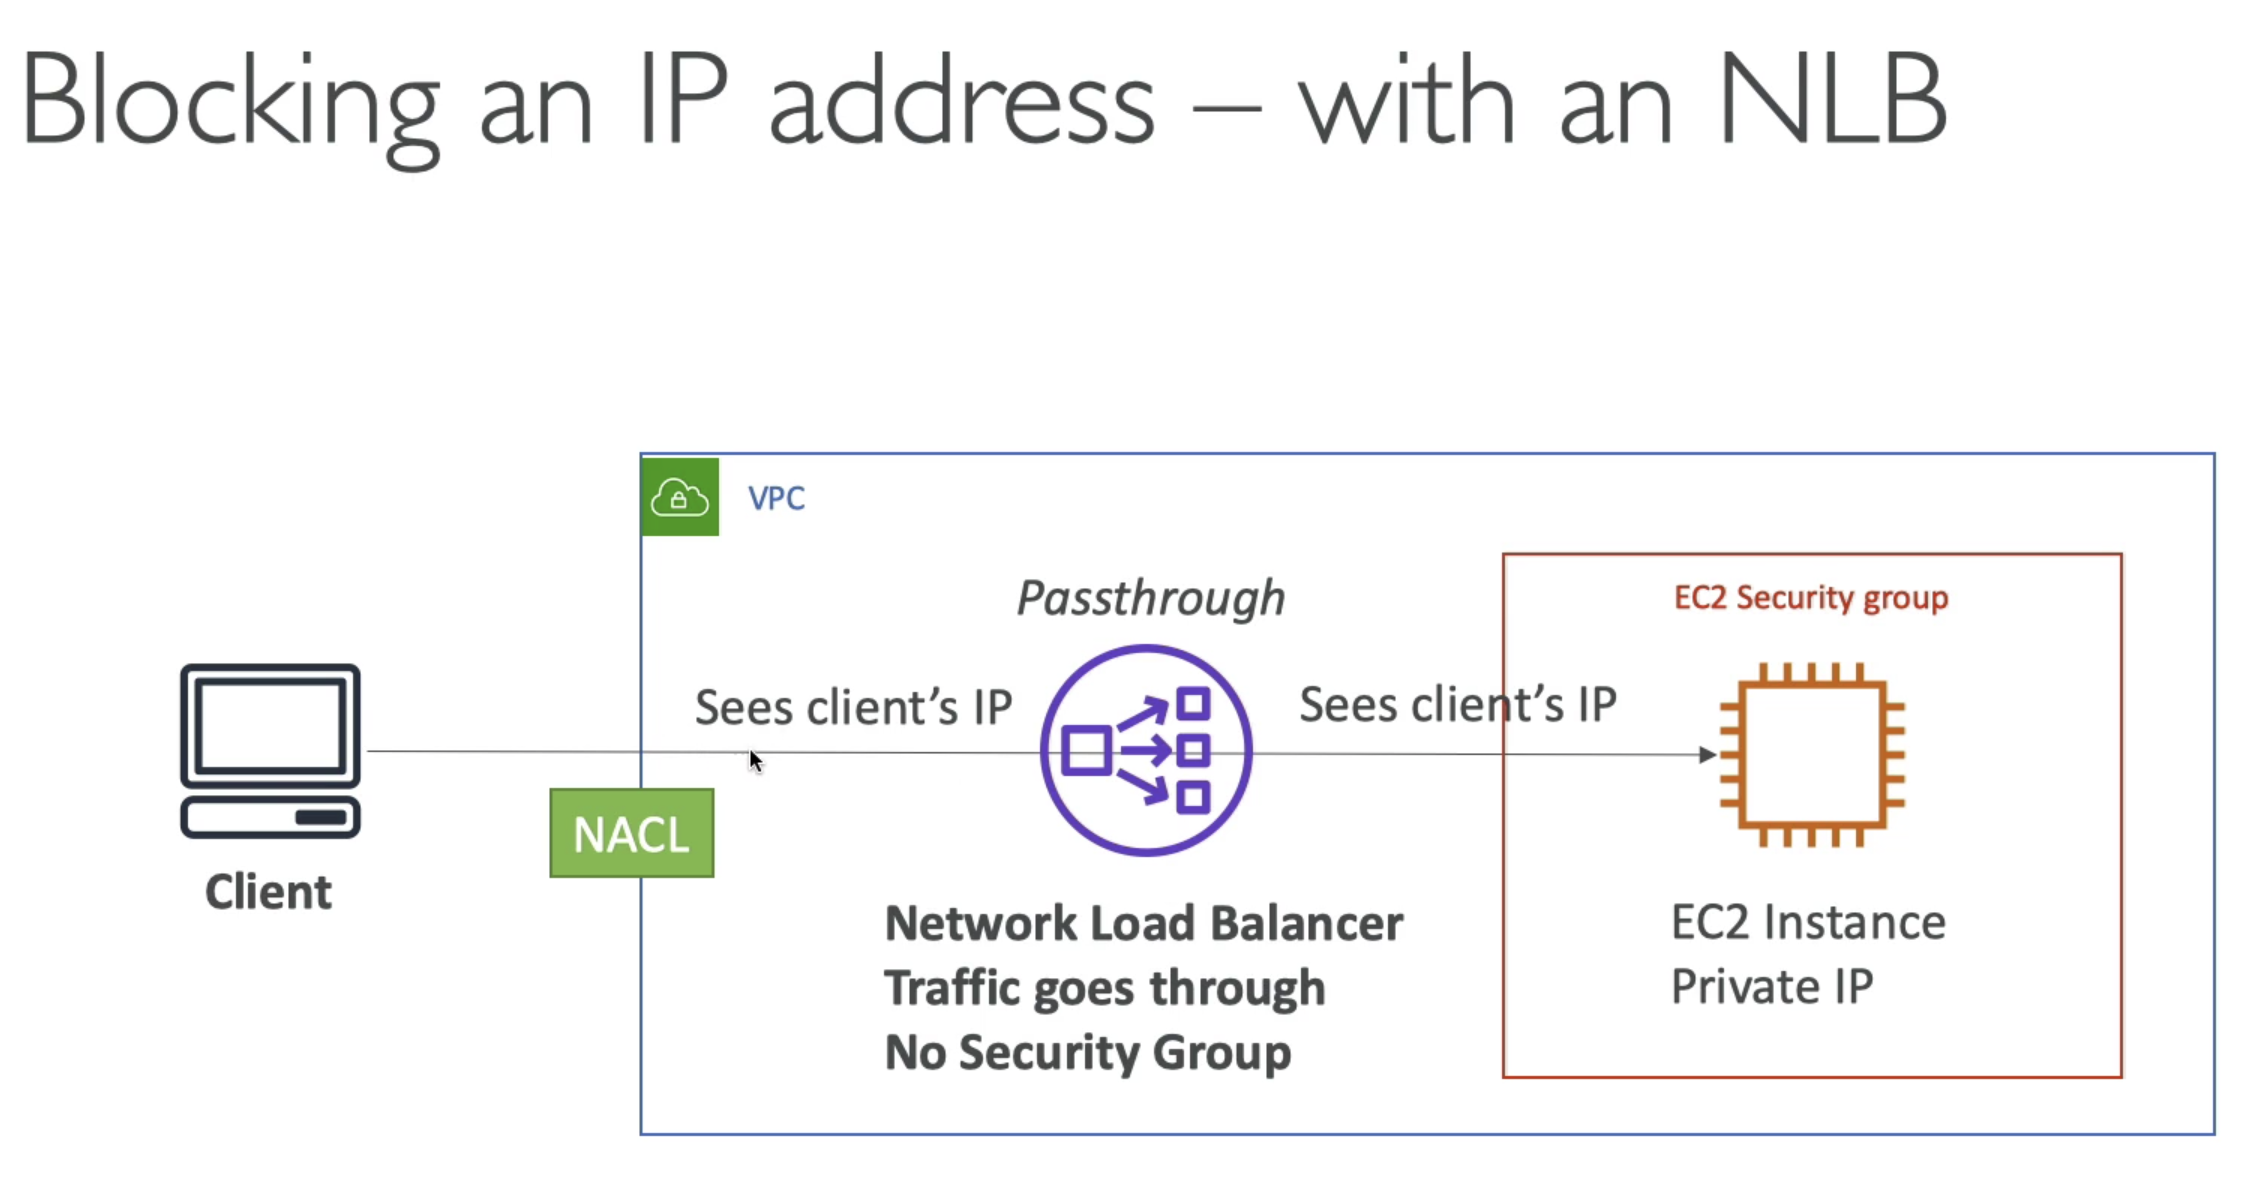 Blocking an IP address – with an NLB
VPC
Passthrough
EC2 Security group
Sees client's IP
Sees client's IP
NACL
Client
Network Load Balancer
Traffic goes through
No Security Group
EC2 Instance
Private IP